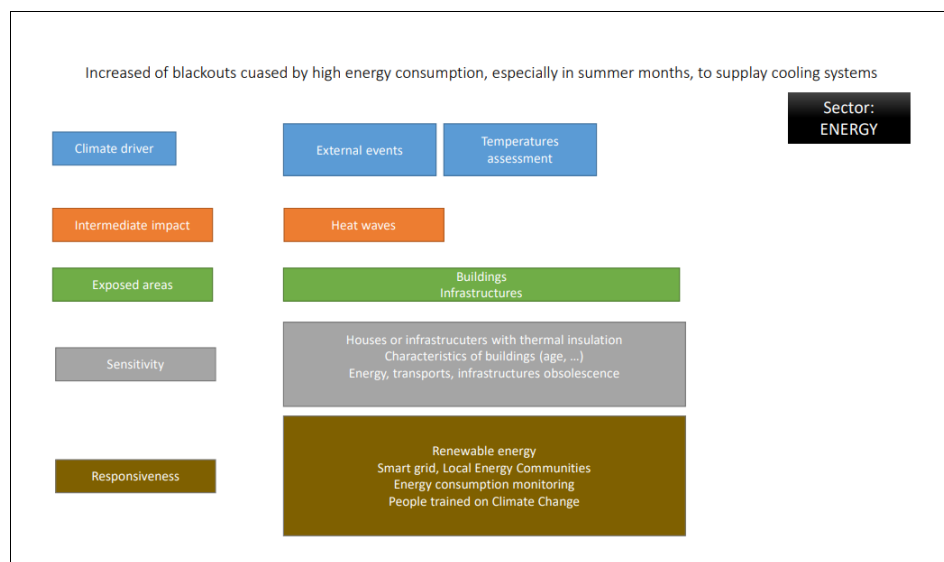 Increased of blackouts cuased by high energy consumption, especially in summer months, to supplay cooling systems
Sector:
ENERGY
Climate driver
External events
Temperatures
assessment
Intermediate impact
Heat waves
Exposed areas
Buildings
Infrastructures
Sensitivity
Houses or infrastrucuters with thermal insulation
Characteristics of buildings (age, ...)
Energy, transports, infrastructures obsolescence
Responsiveness
Renewable energy
Smart grid, Local Energy Communities
Energy consumption monitoring
People trained on Climate Change